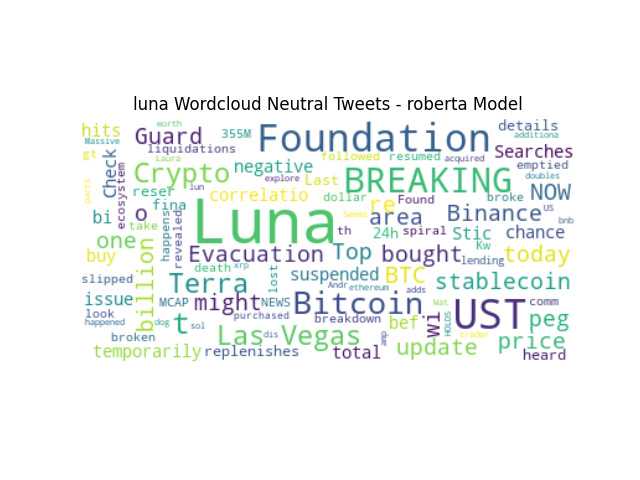 luna Wordcloud Neutral Tweets - roberta Model
hits
Massive
gt
Guard
worth
355M
Foundation
details
additiona
Searches
Check
Laura
Crypto
negative
followed
resumed
acquired
emptied
doubles
parts
ecosystem
explore
Last
BREAKING
NOW
reser
lun
correlatio
dollar
broke
take
fina
Luna
Seems
re
Found
us
bi
o
happens
revealed
th
area
Binance
bnb
one
24h
spiral
Stic
chance
buy
billion
Evacuation
Top
bought
Kw
today
death
xrp
lost
suspended
Andr
ethereum
BTC
lending
stablecoin
slipped
Terra
issue
MCAP
might
NEWS
Bitcoin
adds
Wat
UST
comm
look
happened
t
purchased
breakdown
bef
wi
HOLDS
peg
broken
dog
sol
Las Vegas
dis
amp
trader
price
temporarily
replenishes
total
update
heard
liquidations